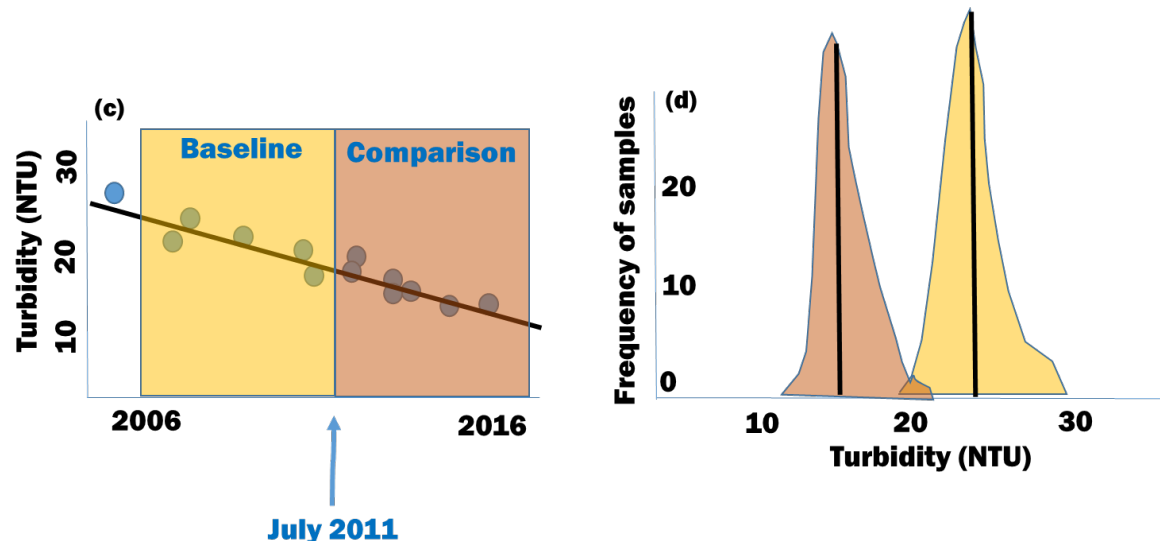 (c)
Turbidity (NTU)
30
20
10
Baseline
Comparison
2006
2016
July 2011
(d)
Frequency of samples
20
10
0
10
20
30
Turbidity (NTU)